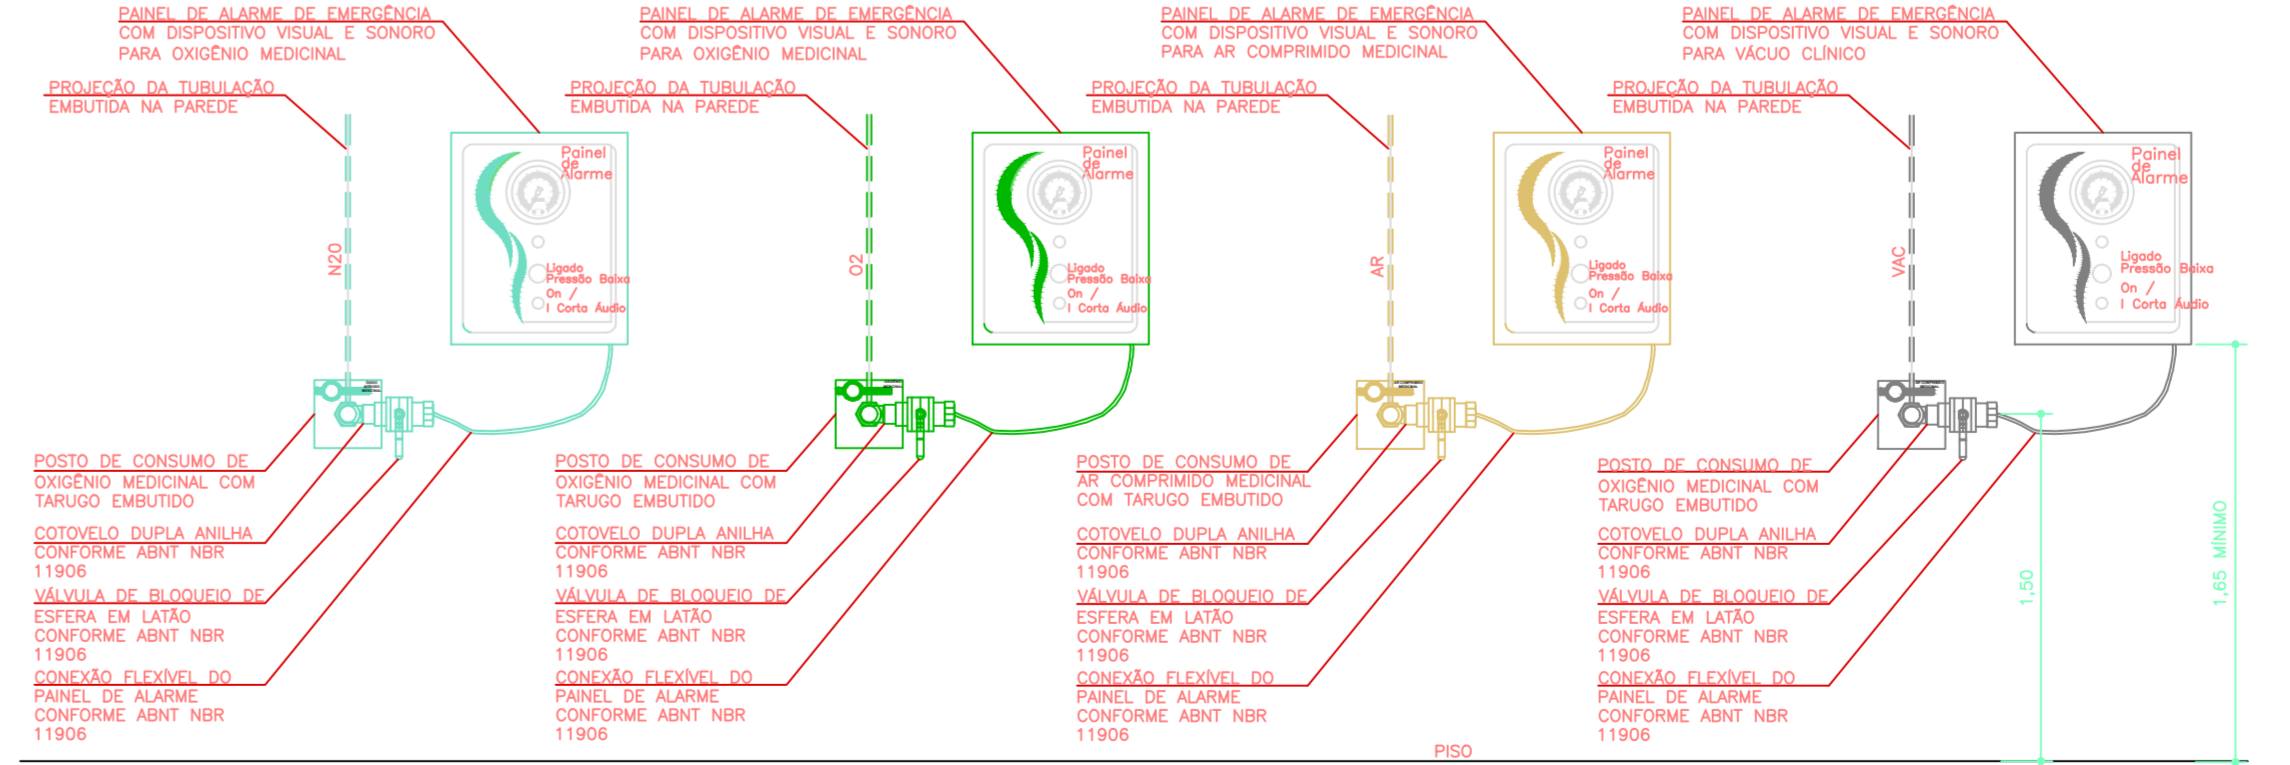 PAINEL DE ALARME DE EMERGÊNCIA
COM DISPOSITIVO VISUAL E SONORO
PARA OXIGÊNIO MEDICINAL
PROJEÇÃO DA TUBULAÇÃO
EMBUTIDA NA PAREDE
N20
Painel
de
Alarme
Ligado
Pressão Baixa
On /
I Corta Áudio
POSTO DE CONSUMO DE
OXIGÊNIO MEDICINAL COM
TARUGO EMBUTIDO
COTOVELO DUPLA ANILHA
CONFORME ABNT NBR
11906
VÁLVULA DE BLOQUEIO DE
ESFERA EM LATÃO
CONFORME ABNT NBR
11906
CONEXÃO FLEXÍVEL DO
PAINEL DE ALARME
CONFORME ABNT NBR
11906
PAINEL DE ALARME DE EMERGÊNCIA
COM DISPOSITIVO VISUAL E SONORO
PARA OXIGÊNIO MEDICINAL
PROJEÇÃO DA TUBULAÇÃO
EMBUTIDA NA PAREDE
O2
Painel
de
Alarme
Ligado
Pressão Baixa
On /
I Corta Áudio
POSTO DE CONSUMO DE
OXIGÊNIO MEDICINAL COM
TARUGO EMBUTIDO
COTOVELO DUPLA ANILHA
CONFORME ABNT NBR
11906
VÁLVULA DE BLOQUEIO DE
ESFERA EM LATÃO
CONFORME ABNT NBR
11906
CONEXÃO FLEXÍVEL DO
PAINEL DE ALARME
CONFORME ABNT NBR
11906
PAINEL DE ALARME DE EMERGÊNCIA
COM DISPOSITIVO VISUAL E SONORO
PARA AR COMPRIMIDO MEDICINAL
PROJEÇÃO DA TUBULAÇÃO
EMBUTIDA NA PAREDE
AR
Painel
de
Alarme
Ligado
Pressão Baixa
On /
I Corta Áudio
AR COMPRIMIDO
MEDICINAL
POSTO DE CONSUMO DE
AR COMPRIMIDO MEDICINAL
COM TARUGO EMBUTIDO
COTOVELO DUPLA ANILHA
CONFORME ABNT NBR
11906
VÁLVULA DE BLOQUEIO DE
ESFERA EM LATÃO
CONFORME ABNT NBR
11906
CONEXÃO FLEXÍVEL DO
PAINEL DE ALARME
CONFORME ABNT NBR
11906
PAINEL DE ALARME DE EMERGÊNCIA
COM DISPOSITIVO VISUAL E SONORO
PARA VÁCUO CLÍNICO
PROJEÇÃO DA TUBULAÇÃO
EMBUTIDA NA PAREDE
VAC
Painel
de
Alarme
Ligado
Pressão Baixa
On /
I Corta Áudio
AR COMPRIMIDO
MEDICINAL
POSTO DE CONSUMO DE
OXIGÊNIO MEDICINAL COM
TARUGO EMBUTIDO
COTOVELO DUPLA ANILHA
CONFORME ABNT NBR
11906
VÁLVULA DE BLOQUEIO DE
ESFERA EM LATÃO
CONFORME ABNT NBR
11906
CONEXÃO FLEXÍVEL DO
PAINEL DE ALARME
CONFORME ABNT NBR
11906
1,50
1,65 MÍNIMO
PISO